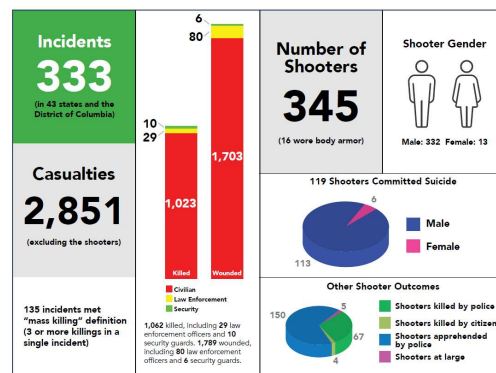 Incidents
333
(in 43 states and the
District of Columbia)
Casualties
2,851
(excluding the shooters)
135 incidents met
"mass killing" definition
(3 or more killings in a
single incident)
6
80
10
29
1,703
1,023
Killed
Wounded
Civilian
Law Enforcement
Security
1,062 killed, including 29 law
enforcement officers and 10
security guards. 1,789 wounded,
including 80 law enforcement
officers and 6 security guards.
Number of
Shooters
345
(16 wore body armor)
Shooter Gender
Male: 332 Female: 13
119 Shooters Committed Suicide
6
113
Male
Female
Other Shooter Outcomes
150
5
67
4
Shooters killed by police
Shooters killed by citizen
Shooters apprehended
by police
Shooters at large